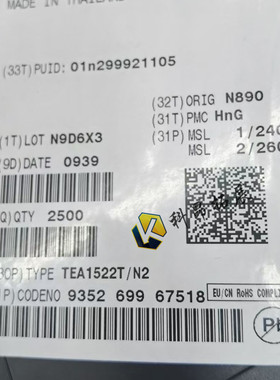 MADE IN THAILAND
(33T)PUID: 01n299921105
(32T) ORIG N890
(31T) PMC HnG
(1T)LOT N9D6X3
(31P) MSL 1/240
2/260
9D)DATE 0939
Q)QTY 2500
30P)TYPE TEA1522T/N2
P)CODENO 9352 699 67518
EU/CN RoHS COMPLI